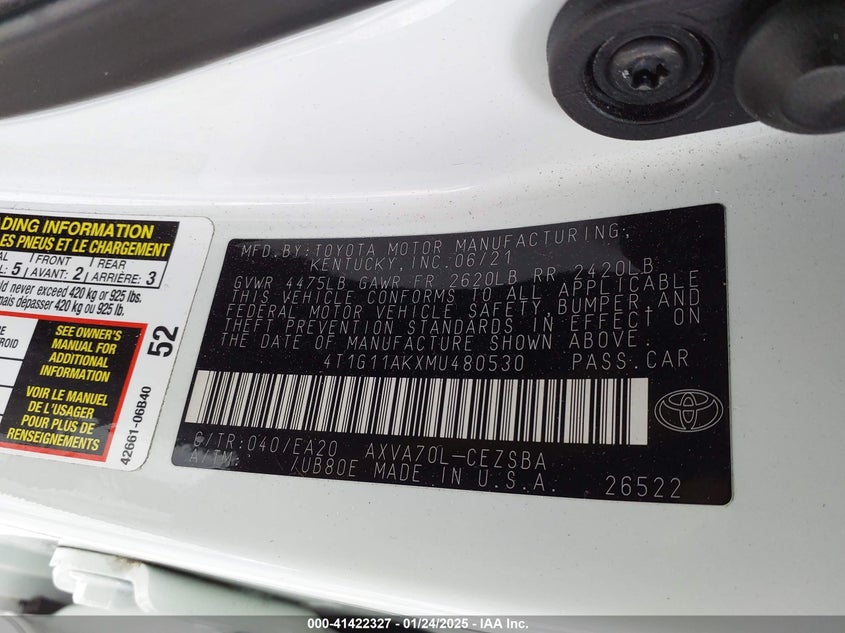 DING INFORMATION
LES PNEUS ET LE CHARGEMENT
FRONT
REAR
5
AVANT: 2
ARRIÈRE: 3
d never exceed 420 kg or 925 lbs.
mais dépasser 420 kg ou 925 lb.
SEE OWNER'S
MANUAL FOR
ADDITIONAL
INFORMATION
VOIR LE MANUEL
DE L'USAGER
POUR PLUS DE
RENSEIGNEMENTS
52
42661-06B40
MFD. BY: TOYOTA MOTOR MANUFACTURING,
KENTUCKY, INC. 06/21
GVWR 4475LB GAWR FR 2620LB RR 2420LB
THIS VEHICLE CONFORMS TO ALL APPLICABLE
FEDERAL MOTOR VEHICLE SAFETY, BUMPER, AND
THEFT PREVENTION STANDARDS IN EFFECT ON
THE DATE OF MANUFACTURE SHOWN ABOVE.
4T1G11AKXMU480530 PASS. CAR
C/TR: 040/EA20 AXVA70L-CEZSBA
A/TM: /UB80E MADE IN U.S.A. 26522
000-41422327 - 01/24/2025 - IAA Inc.